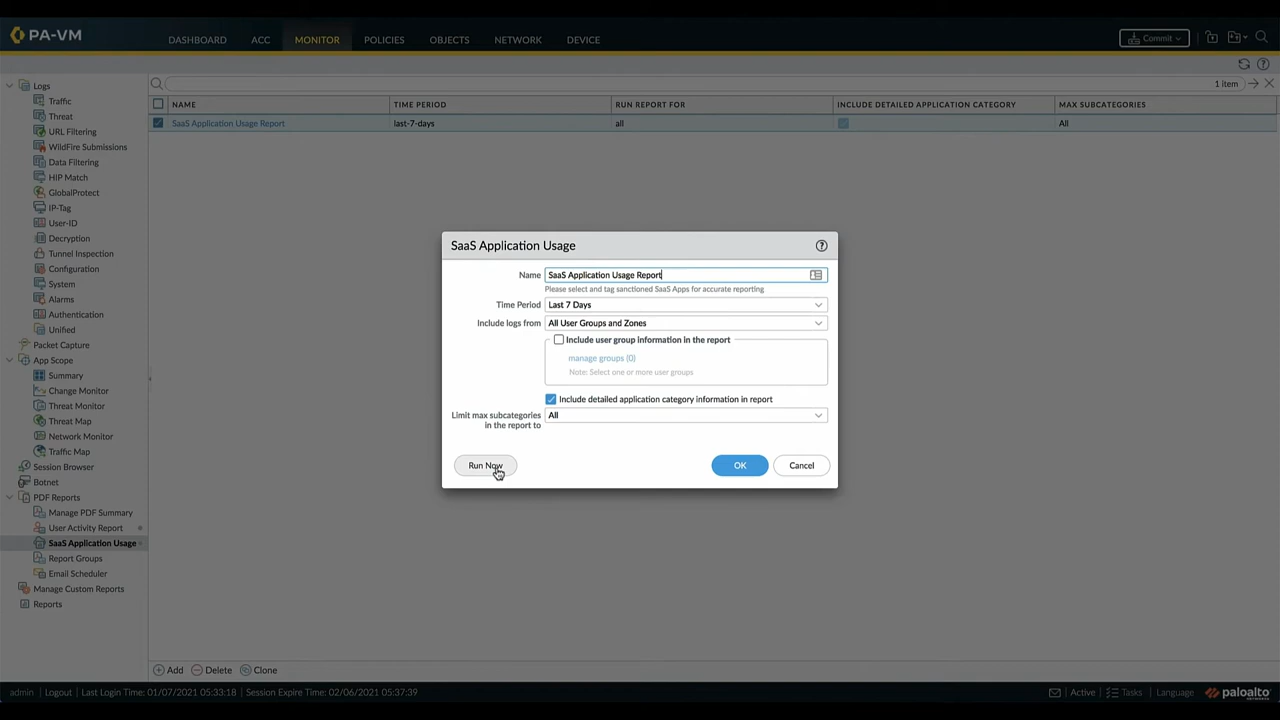 PA-VM
DASHBOARD ACC MONITOR POLICIES OBJECTS NETWORK DEVICE
Commit
Logs
Traffic
Threat
URL Filtering
WildFire Submissions
Data Filtering
HIP Match
GlobalProtect
IP-Tag
User-ID
Decryption
Tunnel Inspection
Configuration
System
Alarms
Authentication
Unified
Packet Capture
App Scope
Summary
Change Monitor
Threat Monitor
Threat Map
Network Monitor
Traffic Map
Session Browser
Botnet
PDF Reports
Manage PDF Summary
User Activity Report
SaaS Application Usage
Report Groups
Email Scheduler
Manage Custom Reports
Reports
1 item
NAME TIME PERIOD RUN REPORT FOR INCLUDE DETAILED APPLICATION CATEGORY MAX SUBCATEGORIES
SaaS Application Usage Report last-7-days all All
SaaS Application Usage
Name SaaS Application Usage Report
Please select and tag sanctioned SaaS Apps for accurate reporting
Time Period Last 7 Days
Include logs from All User Groups and Zones
Include user group information in the report
manage groups (0)
Note: Select one or more user groups
Include detailed application category information in report
Limit max subcategories All
in the report to
Run Now OK Cancel
Add Delete Clone
admin | Logout | Last Login Time: 01/07/2021 05:33:18 | Session Expire Time: 02/06/2021 05:37:39
Active | Tasks | Language
paloalto
NETWORKS